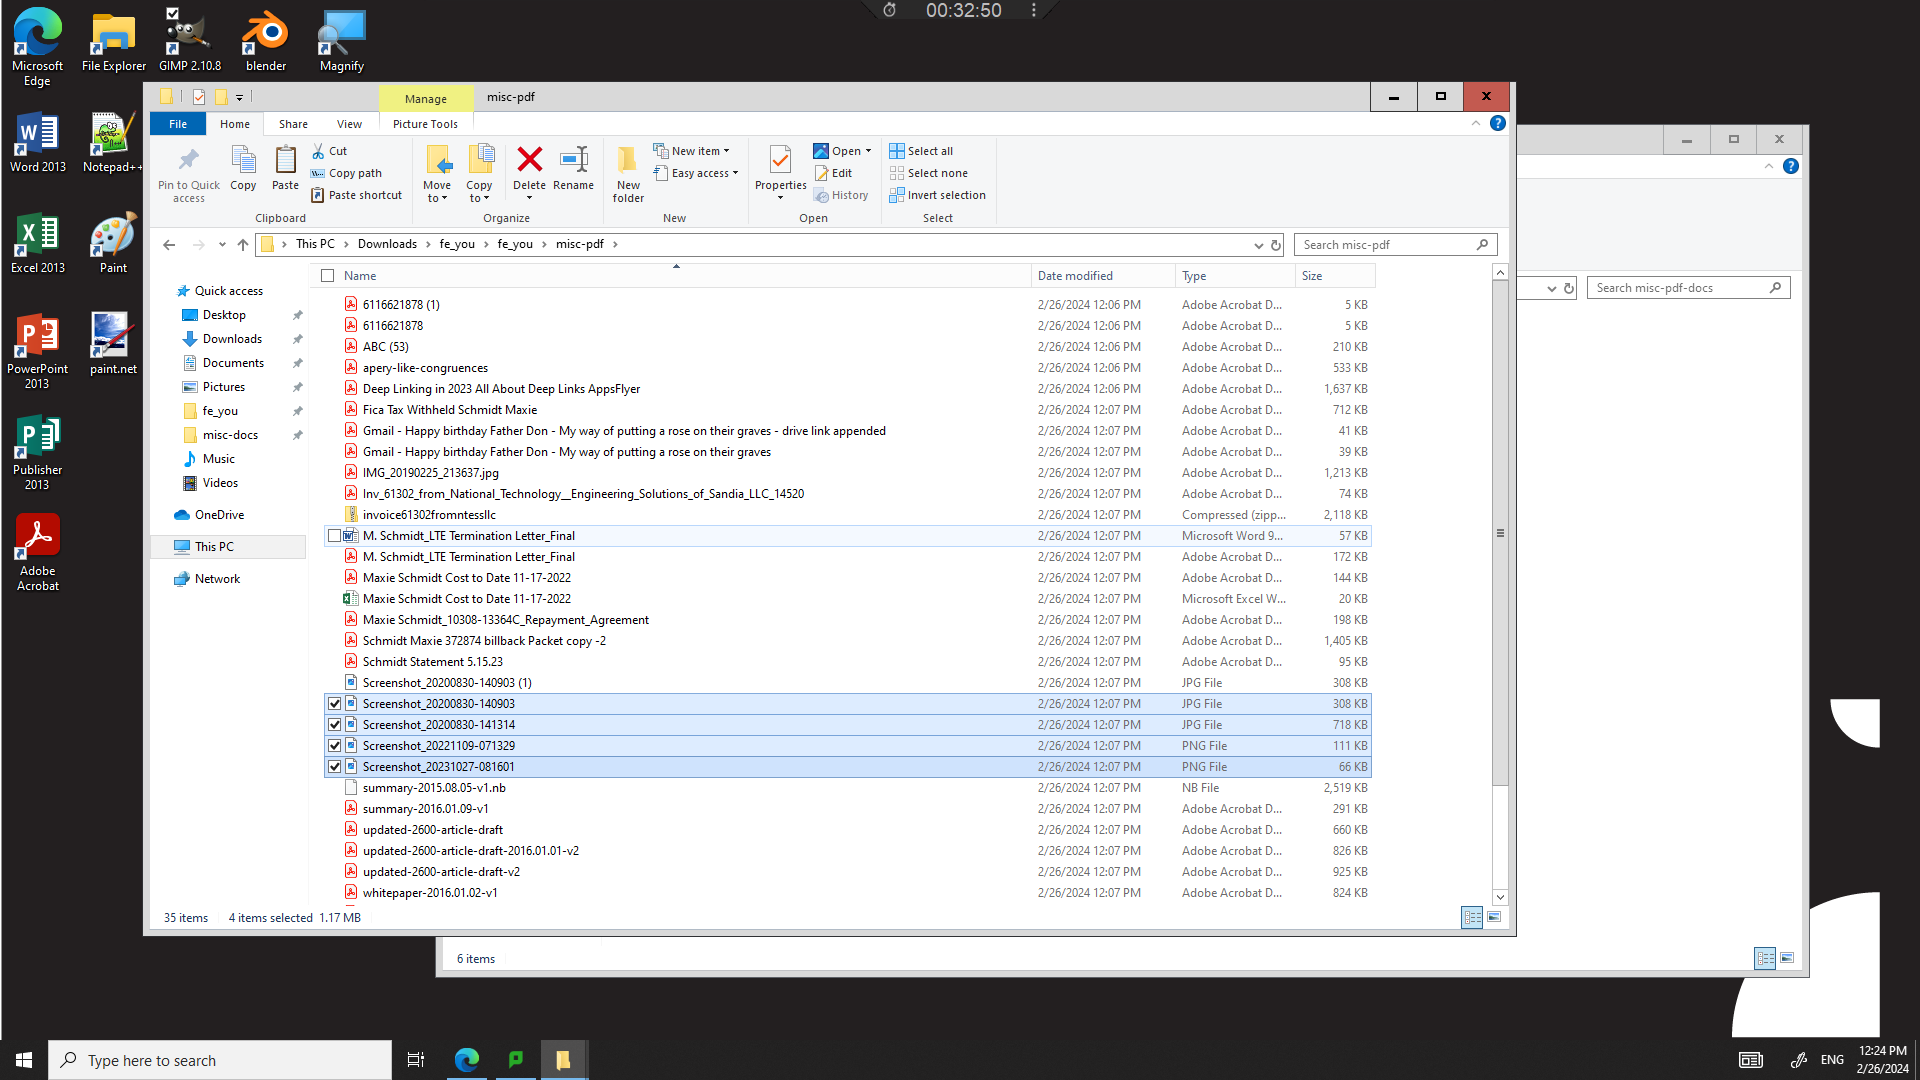 00:32:50
Microsoft Edge
File Explorer
GIMP 2.10.8
blender
Magnify
Word 2013
Notepad++
Excel 2013
Paint
PowerPoint 2013
paint.net
Publisher 2013
Adobe Acrobat
Manage
misc-pdf
File
Home
Share
View
Picture Tools
Pin to Quick access
Copy
Paste
Cut
Copy path
Paste shortcut
Clipboard
Move to
Copy to
Delete
Rename
Organize
New folder
New item
Easy access
New
Properties
Open
Edit
History
Open
Select all
Select none
Invert selection
Select
This PC > Downloads > fe_you > fe_you > misc-pdf >
Search misc-pdf
Search misc-pdf-docs
Quick access
Desktop
Downloads
Documents
Pictures
fe_you
misc-docs
Music
Videos
OneDrive
This PC
Network
Name Date modified Type Size
6116621878 (1) 2/26/2024 12:06 PM Adobe Acrobat D... 5 KB
6116621878 2/26/2024 12:06 PM Adobe Acrobat D... 5 KB
ABC (53) 2/26/2024 12:06 PM Adobe Acrobat D... 210 KB
apery-like-congruences 2/26/2024 12:06 PM Adobe Acrobat D... 533 KB
Deep Linking in 2023 All About Deep Links AppsFlyer 2/26/2024 12:06 PM Adobe Acrobat D... 1,637 KB
Fica Tax Withheld Schmidt Maxie 2/26/2024 12:07 PM Adobe Acrobat D... 712 KB
Gmail - Happy birthday Father Don - My way of putting a rose on their graves - drive link appended 2/26/2024 12:07 PM Adobe Acrobat D... 41 KB
Gmail - Happy birthday Father Don - My way of putting a rose on their graves 2/26/2024 12:07 PM Adobe Acrobat D... 39 KB
IMG_20190225_213637.jpg 2/26/2024 12:07 PM Adobe Acrobat D... 1,213 KB
Inv_61302_from_National_Technology__Engineering_Solutions_of_Sandia_LLC_14520 2/26/2024 12:07 PM Adobe Acrobat D... 74 KB
invoice61302fromntessllc 2/26/2024 12:07 PM Compressed (zipp... 2,118 KB
M. Schmidt_LTE Termination Letter_Final 2/26/2024 12:07 PM Microsoft Word 9... 57 KB
M. Schmidt_LTE Termination Letter_Final 2/26/2024 12:07 PM Adobe Acrobat D... 172 KB
Maxie Schmidt Cost to Date 11-17-2022 2/26/2024 12:07 PM Adobe Acrobat D... 144 KB
Maxie Schmidt Cost to Date 11-17-2022 2/26/2024 12:07 PM Microsoft Excel W... 20 KB
Maxie Schmidt_10308-13364C_Repayment_Agreement 2/26/2024 12:07 PM Adobe Acrobat D... 198 KB
Schmidt Maxie 372874 billback Packet copy -2 2/26/2024 12:07 PM Adobe Acrobat D... 1,405 KB
Schmidt Statement 5.15.23 2/26/2024 12:07 PM Adobe Acrobat D... 95 KB
Screenshot_20200830-140903 (1) 2/26/2024 12:07 PM JPG File 308 KB
Screenshot_20200830-140903 2/26/2024 12:07 PM JPG File 308 KB
Screenshot_20200830-141314 2/26/2024 12:07 PM JPG File 718 KB
Screenshot_20221109-071329 2/26/2024 12:07 PM PNG File 111 KB
Screenshot_20231027-081601 2/26/2024 12:07 PM PNG File 66 KB
summary-2015.08.05-v1.nb 2/26/2024 12:07 PM NB File 2,519 KB
summary-2016.01.09-v1 2/26/2024 12:07 PM Adobe Acrobat D... 291 KB
updated-2600-article-draft 2/26/2024 12:07 PM Adobe Acrobat D... 660 KB
updated-2600-article-draft-2016.01.01-v2 2/26/2024 12:07 PM Adobe Acrobat D... 826 KB
updated-2600-article-draft-v2 2/26/2024 12:07 PM Adobe Acrobat D... 925 KB
whitepaper-2016.01.02-v1 2/26/2024 12:07 PM Adobe Acrobat D... 824 KB
35 items 4 items selected 1.17 MB
6 items
Type here to search
ENG
12:24 PM
2/26/2024